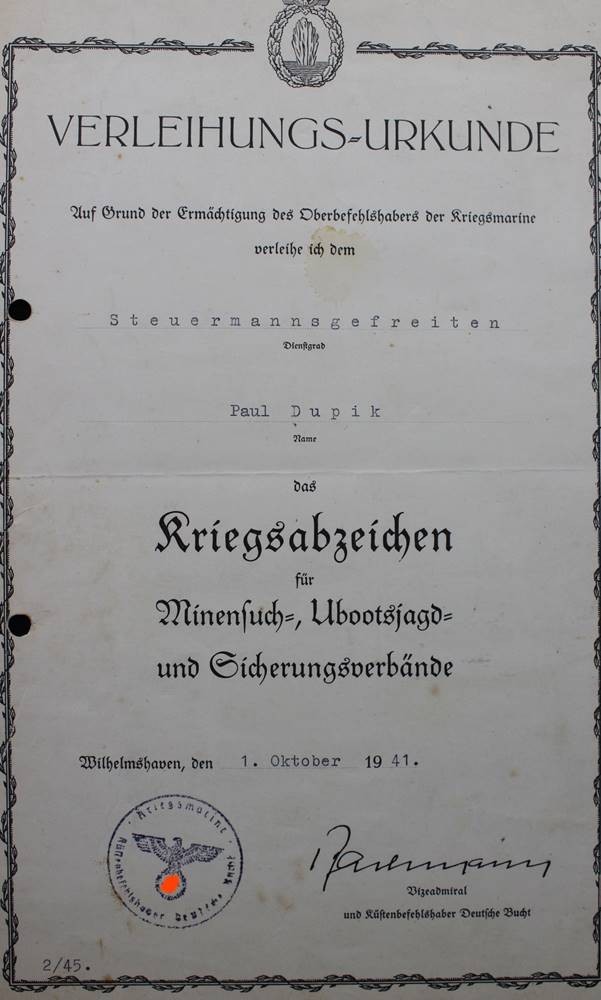 VERLEIHUNGS-URKUNDE
Auf Grund der Ermächtigung des Oberbefehlshabers der Kriegsmarine
verleihe ich dem
Steuermannsgefreiten
Dienstgrad
Paul Dupik
Name
das
Kriegsabzeichen
für
Minensuch-, Ubootsjagd-
und Sicherungsverbände
Wilhelmshaven, den 1. Oktober 1941.
Kriegsmarine
Küstenbefehlshaber Deutsche Bucht
Vizeadmiral
und Küstenbefehlshaber Deutsche Bucht
2/45.